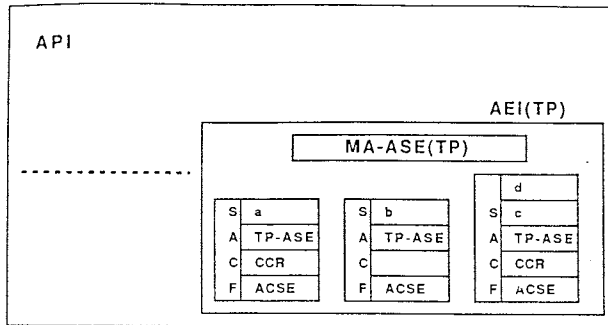 API
AEI(TP)
MA-ASE(TP)
d
S a S b S c
A TP-ASE A TP-ASE A TP-ASE
C CCR C C CCR
F ACSE F ACSE F ACSE